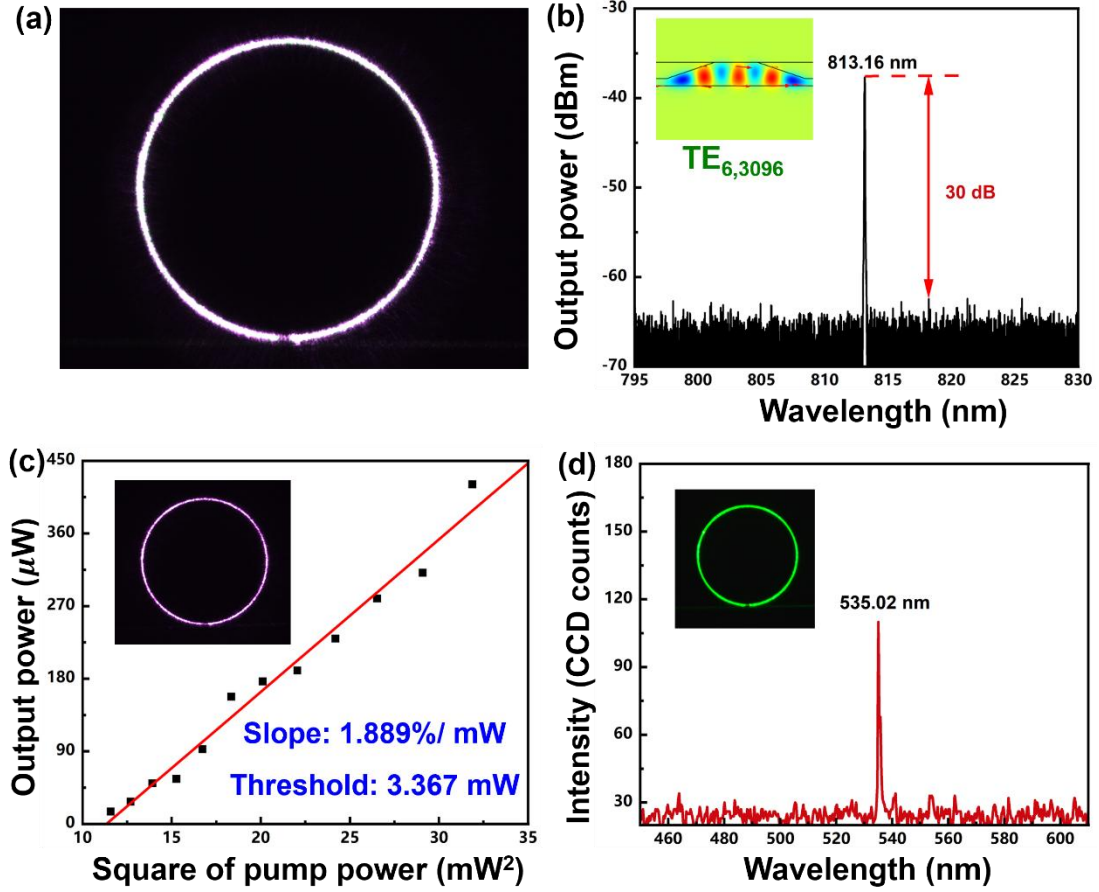 (a)
(b)
-30
-40
-50
-60
-70
Output power (dBm)
813.16 nm
TE6,3096
30 dB
795
800
805
810
815
820
825
830
Wavelength (nm)
(c)
450
360
270
180
90
0
Output power (μW)
Slope: 1.889%/ mW
Threshold: 3.367 mW
10
15
20
25
30
35
Square of pump power (mW²)
(d)
180
150
120
90
60
30
Intensity (CCD counts)
535.02 nm
460
480
500
520
540
560
580
600
Wavelength (nm)